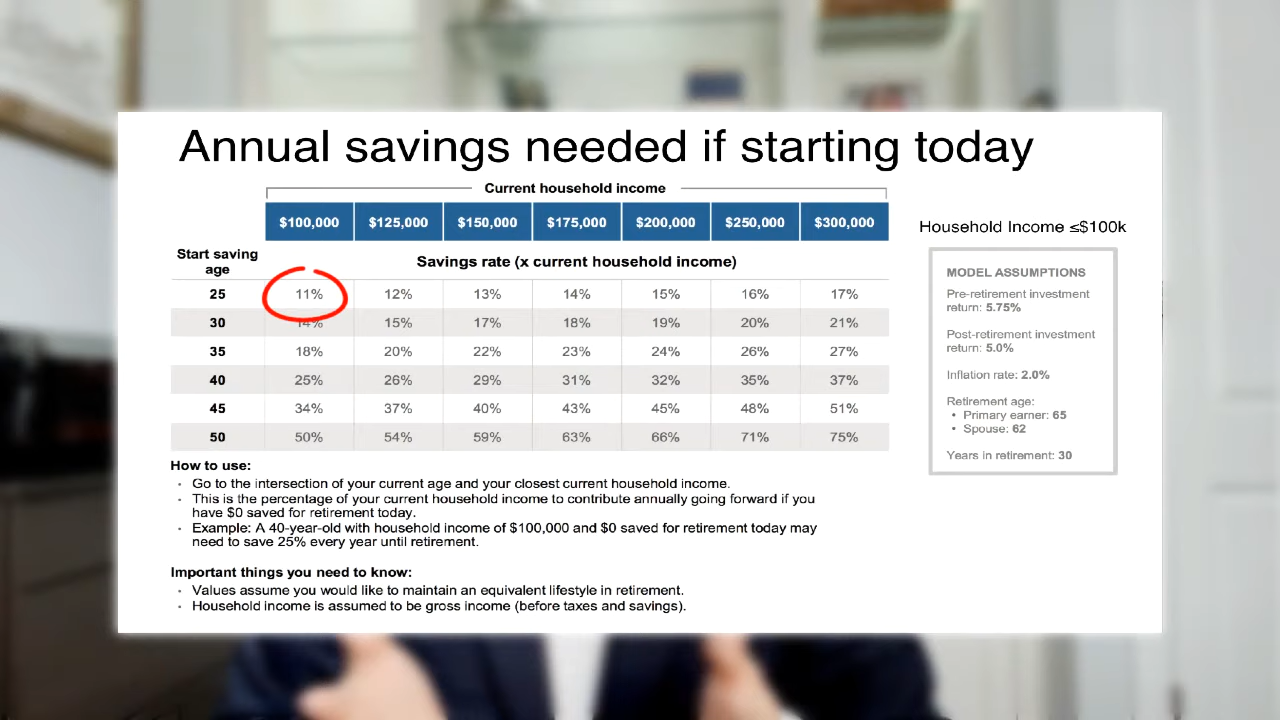 Annual savings needed if starting today
Current household income
$100,000 $125,000 $150,000 $175,000 $200,000 $250,000 $300,000
Household Income ≤$100k
Start saving age
Savings rate (x current household income)
25 11% 12% 13% 14% 15% 16% 17%
30 14% 15% 17% 18% 19% 20% 21%
35 18% 20% 22% 23% 24% 26% 27%
40 25% 26% 29% 31% 32% 35% 37%
45 34% 37% 40% 43% 45% 48% 51%
50 50% 54% 59% 63% 66% 71% 75%
MODEL ASSUMPTIONS
Pre-retirement investment
return: 5.75%
Post-retirement investment
return: 5.0%
Inflation rate: 2.0%
Retirement age:
• Primary earner: 65
• Spouse: 62
Years in retirement: 30
How to use:
• Go to the intersection of your current age and your closest current household income.
• This is the percentage of your current household income to contribute annually going forward if you
have $0 saved for retirement today.
• Example: A 40-year-old with household income of $100,000 and $0 saved for retirement today may
need to save 25% every year until retirement.
Important things you need to know:
• Values assume you would like to maintain an equivalent lifestyle in retirement.
• Household income is assumed to be gross income (before taxes and savings).